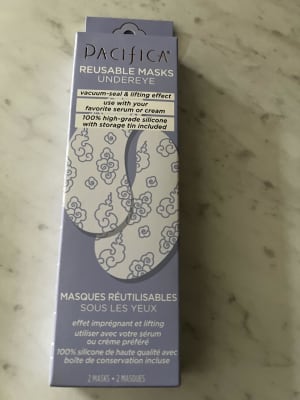 PACIFICA
REUSABLE MASKS
UNDEREYE
vacuum-seal & lifting effect
use with your
favorite serum or cream
100% high-grade silicone
with storage tin included
MASQUES RÉUTILISABLES
SOUS LES YEUX
effet imprégnant et lifting
utiliser avec votre sérum
ou crème préféré
100% silicone de haute qualité avec
boîte de conservation incluse
2 MASKS • 2 MASQUES